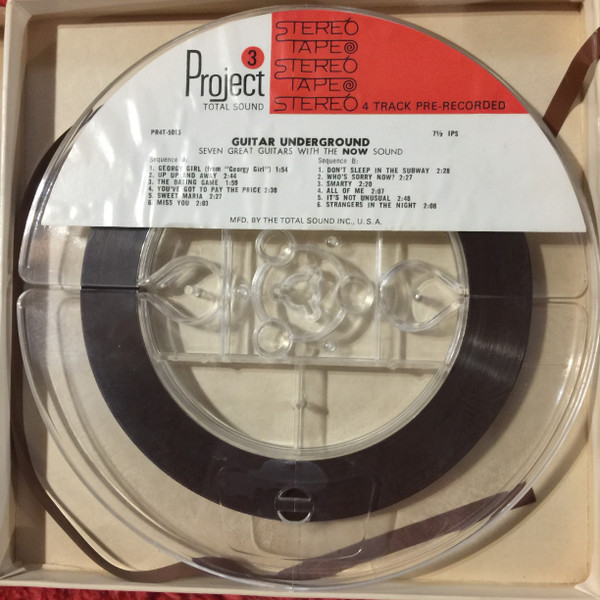 3
Project
TOTAL SOUND
STEREO
TAPE
STEREO
TAPE
STEREO 4 TRACK PRE-RECORDED
PR4T-5015
7½ IPS
GUITAR UNDERGROUND
SEVEN GREAT GUITARS WITH THE NOW SOUND
Sequence A:
1. GEORGY GIRL (from "Georgy Girl") 1:54
2. UP UP AND AWAY 2:44
3. THE DATING GAME 1:59
4. YOU'VE GOT TO PAY THE PRICE 2:38
5. SWEET MARIA 2:27
6. MISS YOU 2:03
Sequence B:
1. DON'T SLEEP IN THE SUBWAY 2:28
2. WHO'S SORRY NOW? 2:27
3. SMARTY 2:20
4. ALL OF ME 2:07
5. IT'S NOT UNUSUAL 2:48
6. STRANGERS IN THE NIGHT 2:08
MFD. BY THE TOTAL SOUND INC., U.S.A.